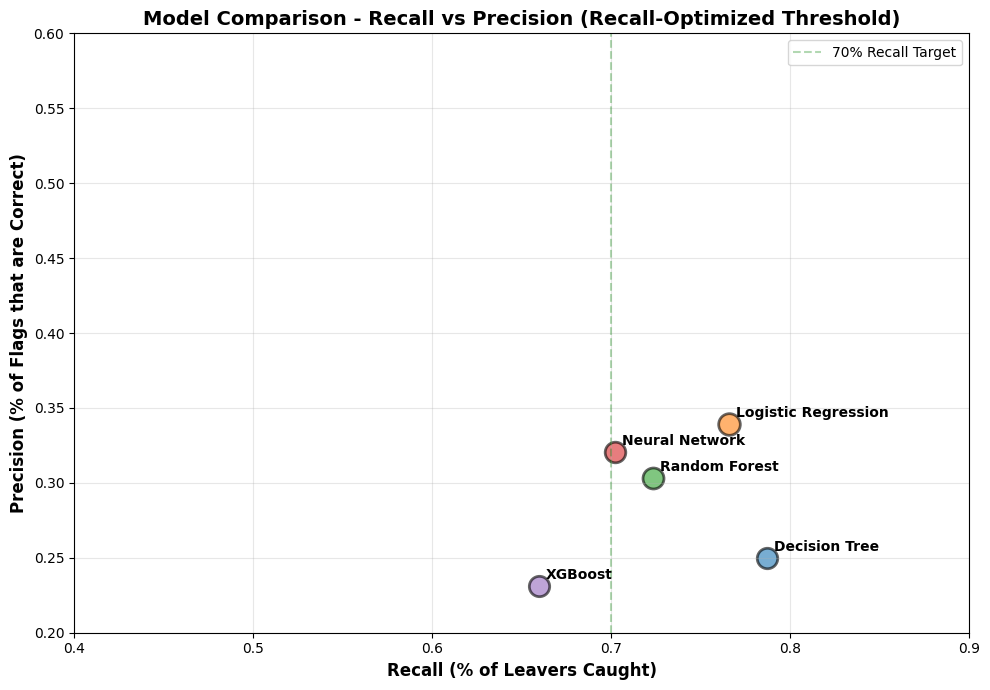 Model Comparison - Recall vs Precision (Recall-Optimized Threshold)
70% Recall Target
Precision (% of Flags that are Correct)
0.60
0.55
0.50
0.45
0.40
0.35
0.30
0.25
0.20
Logistic Regression
Neural Network
Random Forest
Decision Tree
XGBoost
0.4 0.5 0.6 0.7 0.8 0.9
Recall (% of Leavers Caught)